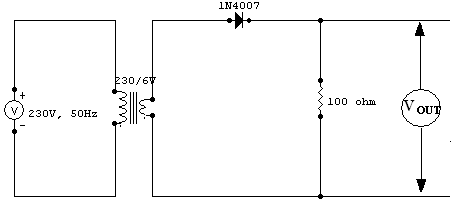 1N4007
230/6V
+
V
230V, 50Hz
-
100 ohm
VOUT